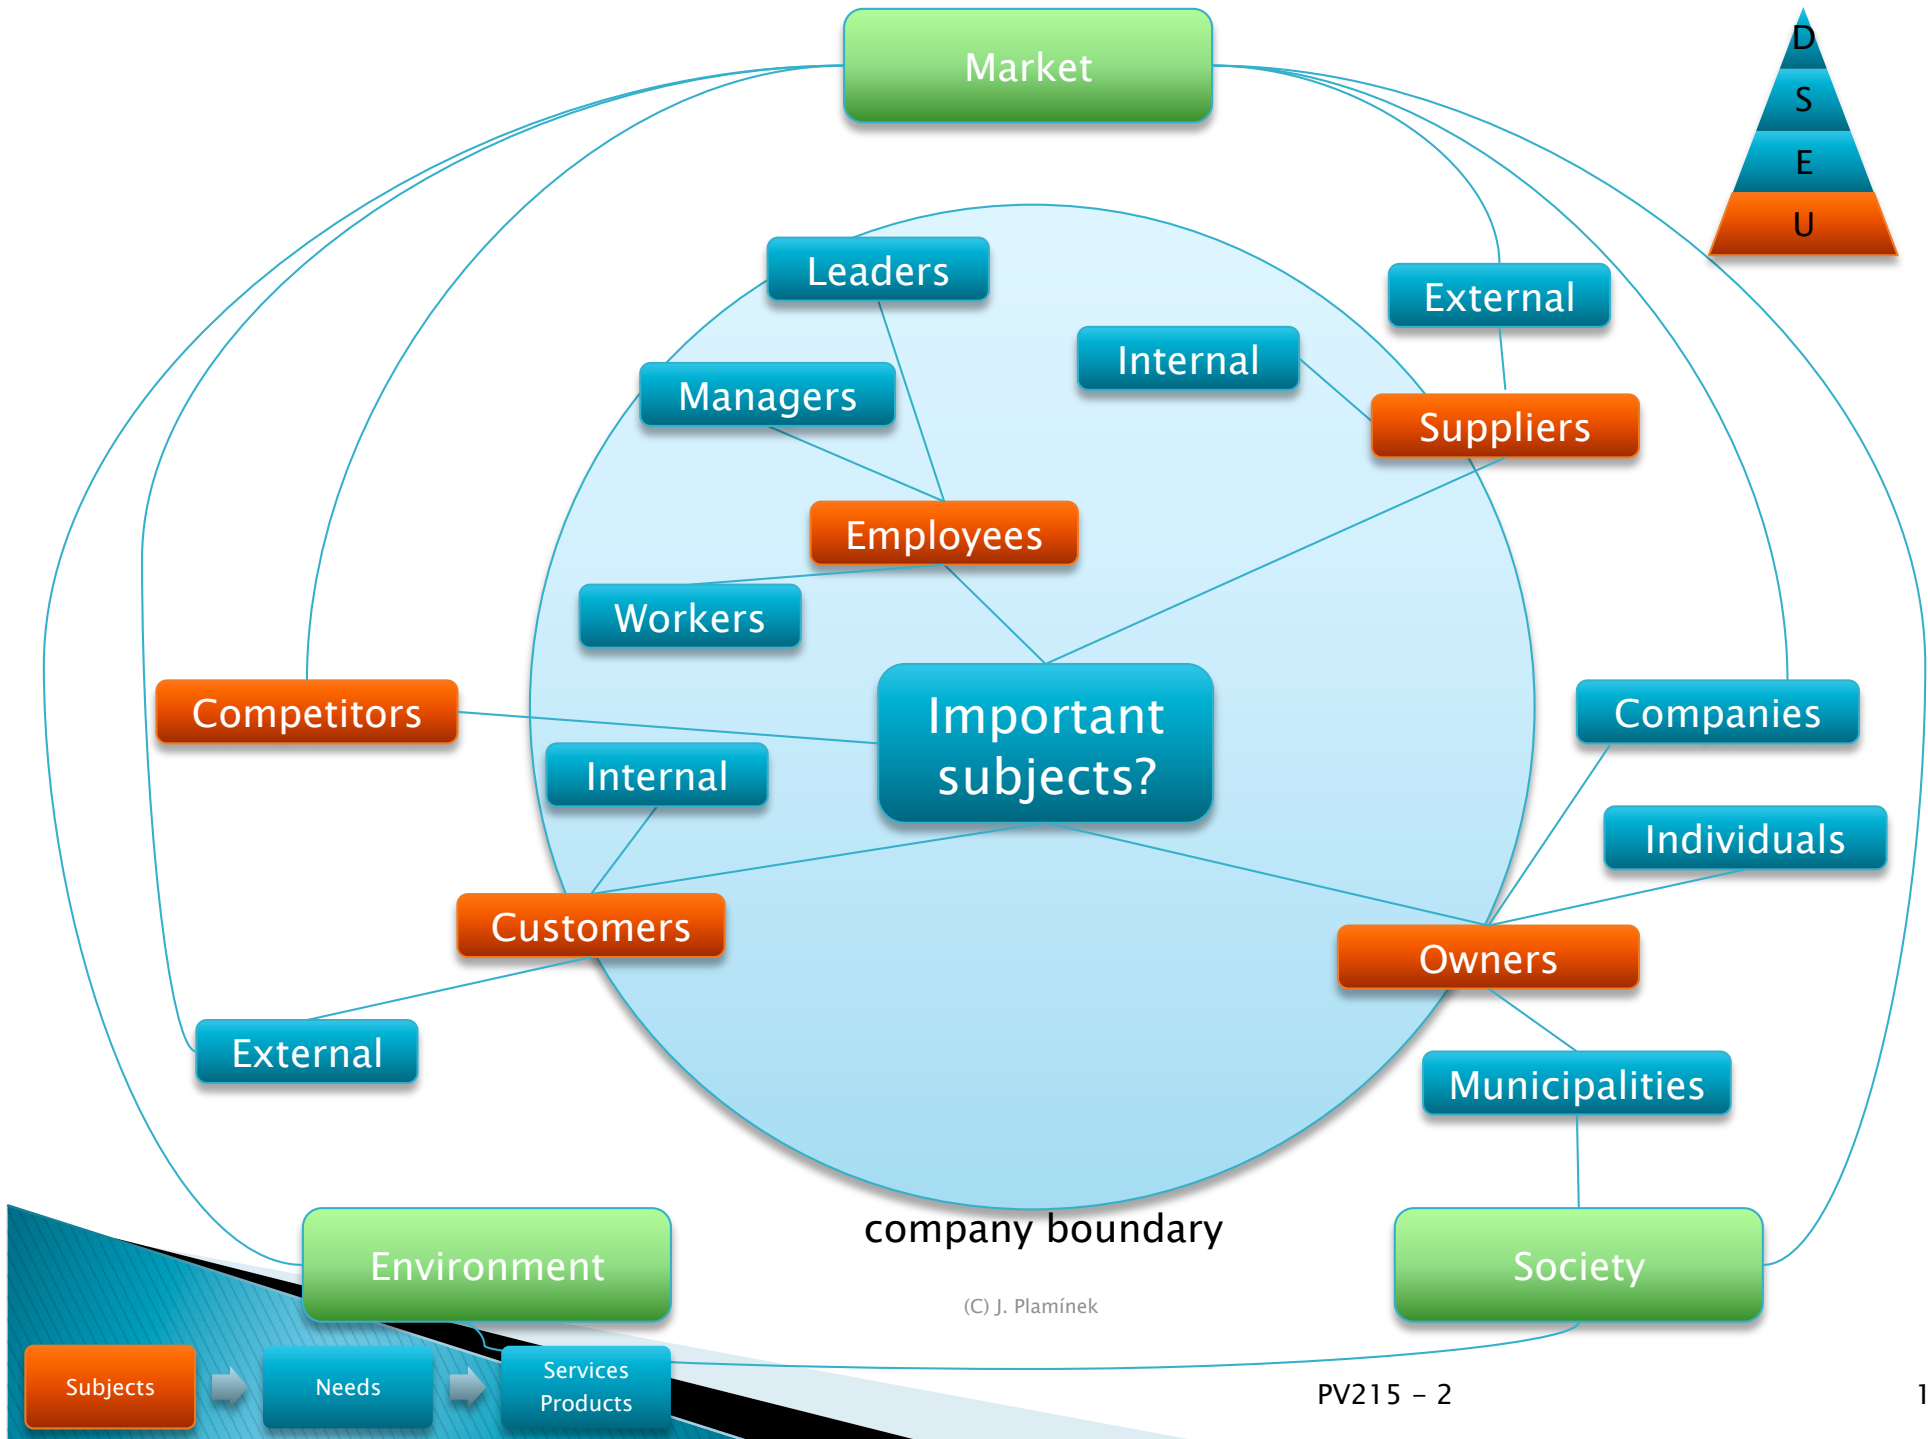 Market
D
S
E
U
Leaders
External
Internal
Managers
Suppliers
Employees
Workers
Competitors
Important
subjects?
Companies
Internal
Individuals
Customers
Owners
External
Municipalities
company boundary
Environment
Society
(C) J. Plamínek
Subjects
Needs
Services
Products
PV215 - 2
1